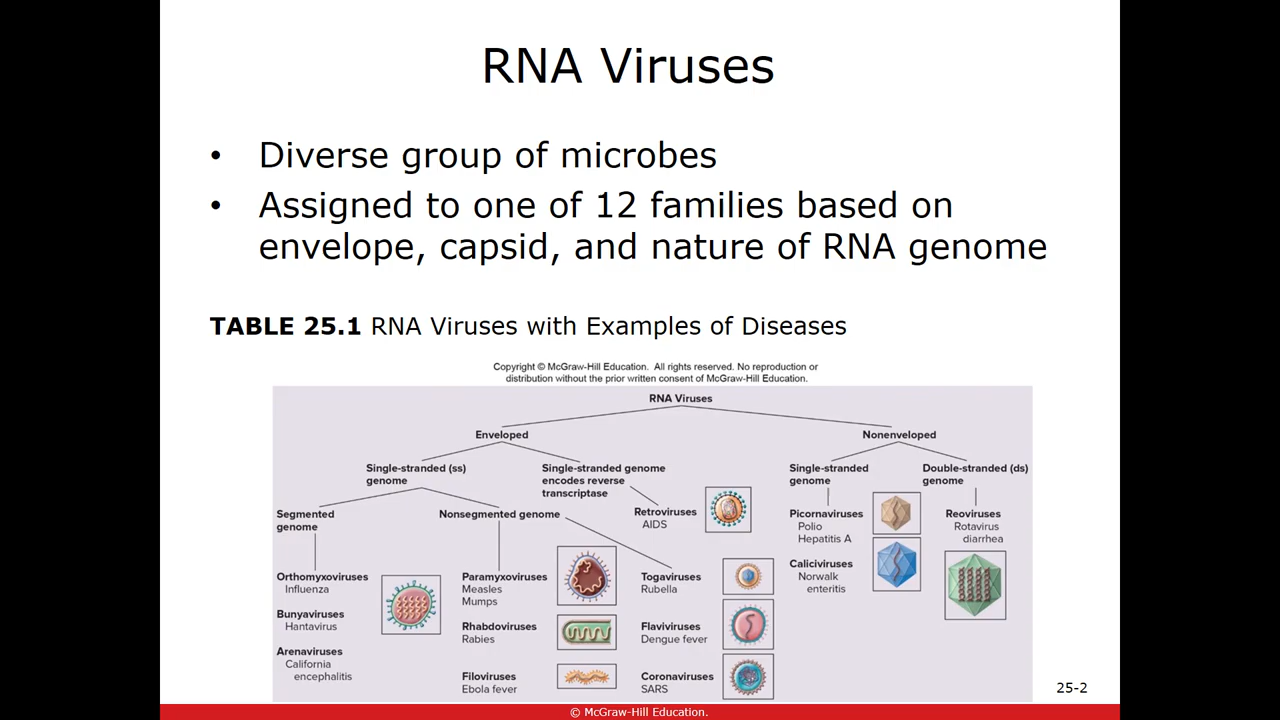 RNA Viruses
• Diverse group of microbes
• Assigned to one of 12 families based on
envelope, capsid, and nature of RNA genome
TABLE 25.1 RNA Viruses with Examples of Diseases
Copyright © McGraw-Hill Education. All rights reserved. No reproduction or
distribution without the prior written consent of McGraw-Hill Education.
RNA Viruses
Enveloped
Nonenveloped
Single-stranded (ss)
genome
Single-stranded genome
encodes reverse
transcriptase
Single-stranded
genome
Double-stranded (ds)
genome
Segmented
genome
Nonsegmented genome
Retroviruses
AIDS
Picornaviruses
Polio
Hepatitis A
Reoviruses
Rotavirus
diarrhea
Caliciviruses
Norwalk
enteritis
Orthomyxoviruses
Influenza
Bunyaviruses
Hantavirus
Arenaviruses
California
encephalitis
Paramyxoviruses
Measles
Mumps
Rhabdoviruses
Rabies
Filoviruses
Ebola fever
Togaviruses
Rubella
Flaviviruses
Dengue fever
Coronaviruses
SARS
25-2
© McGraw-Hill Education.